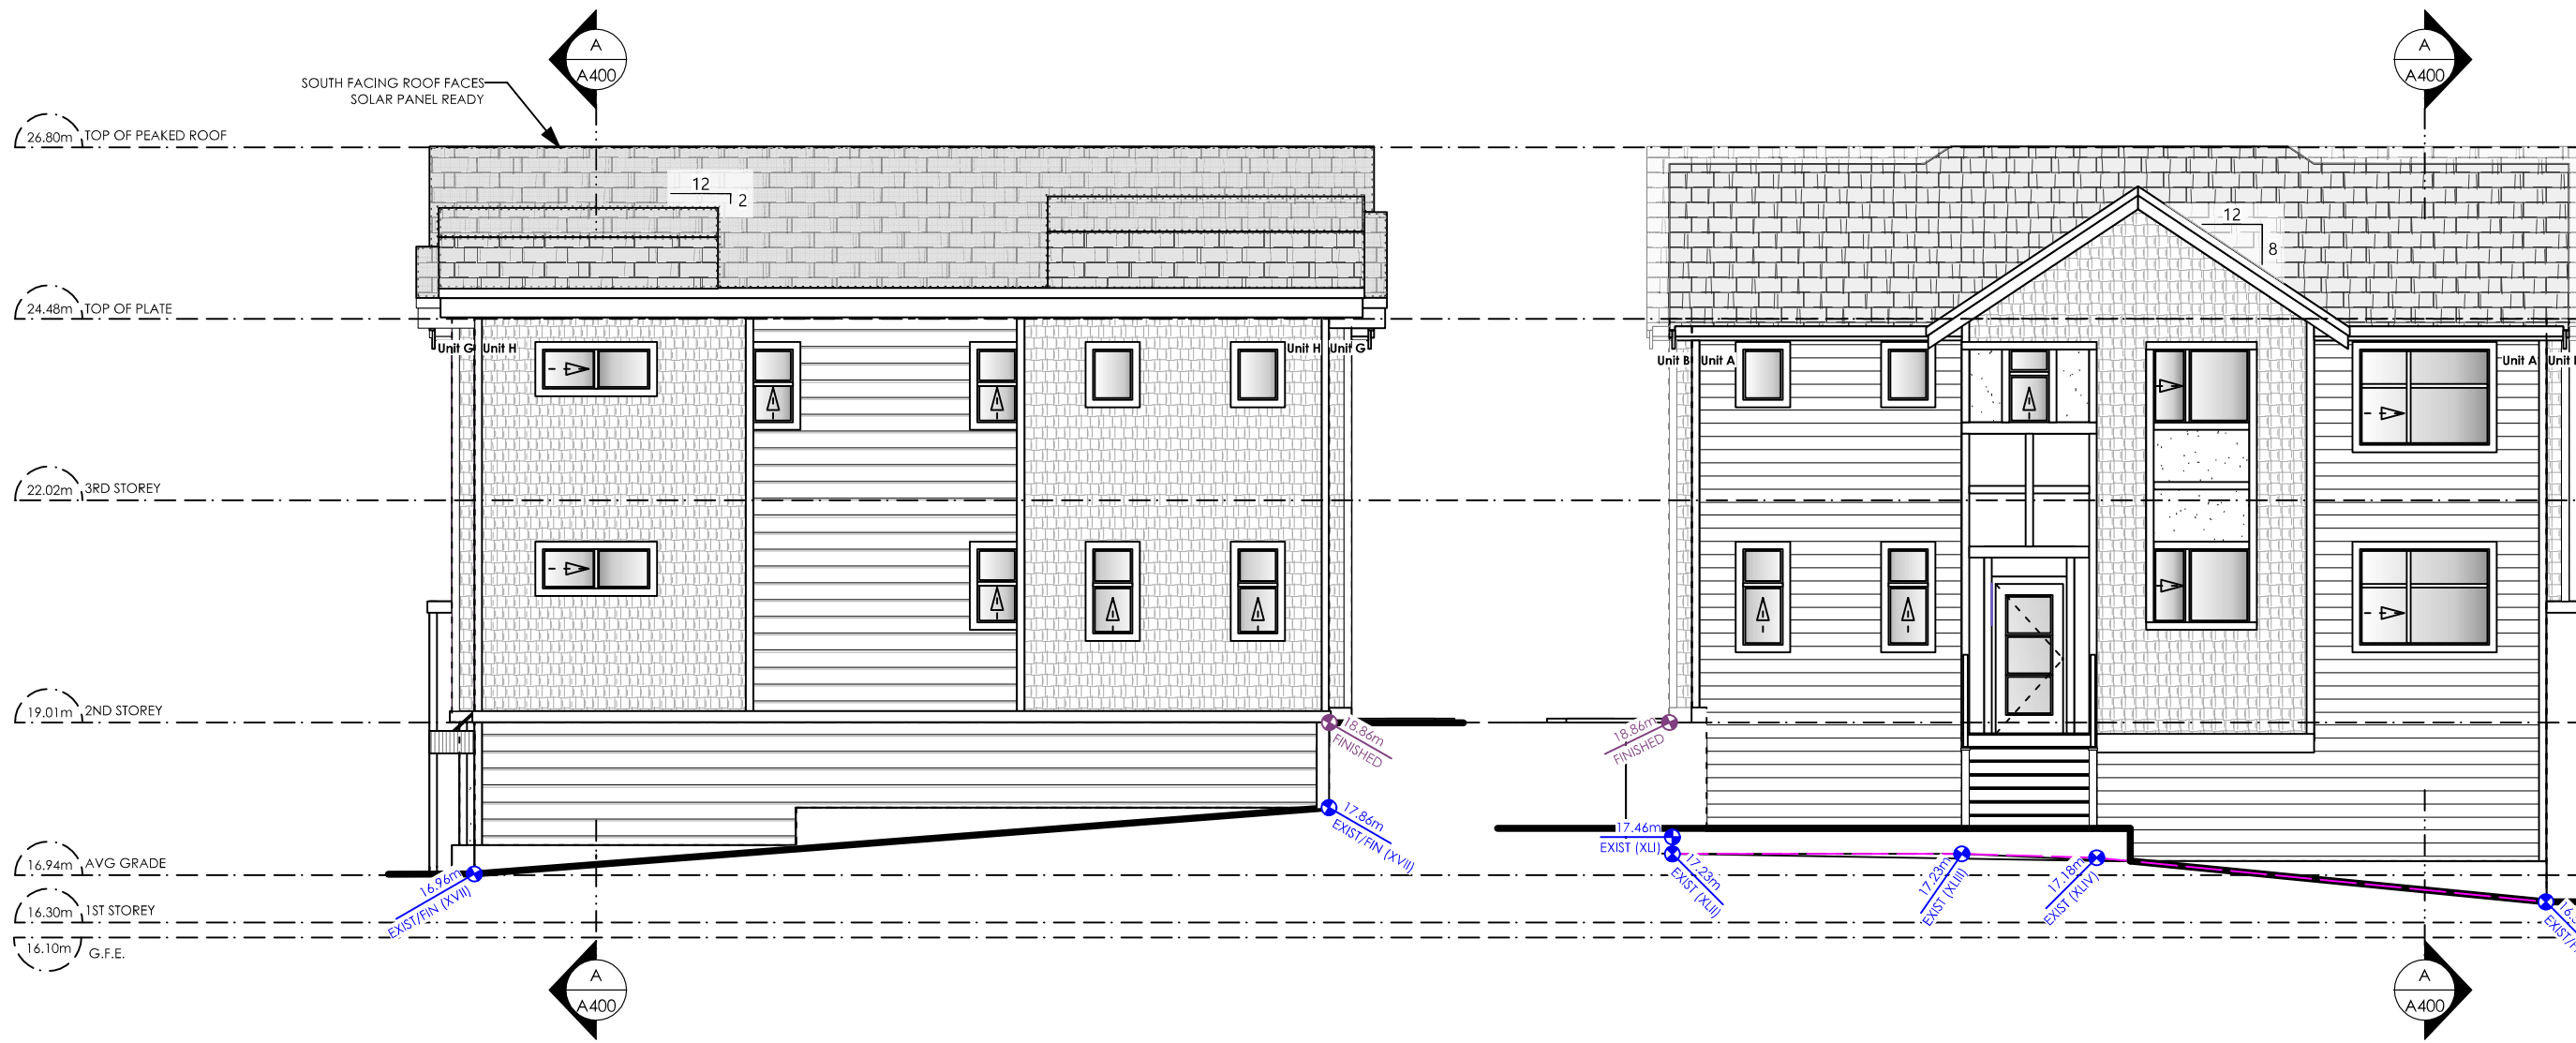 A
A400
A
A400
SOUTH FACING ROOF FACES
SOLAR PANEL READY
26.80m TOP OF PEAKED ROOF
12
2
12
8
24.48m TOP OF PLATE
Unit G Unit H
Unit H Unit G
Unit B Unit A
Unit A
22.02m 3RD STOREY
19.01m 2ND STOREY
18.86m
FINISHED
18.86m
FINISHED
17.86m
EXIST/FIN (XVII)
17.46m
EXIST (XLI)
17.23m
EXIST (XLII)
17.23m
EXIST (XLIII)
17.18m
EXIST (XLIV)
16.94m AVG GRADE
16.96m
EXIST/FIN (XVII)
16.30m 1ST STOREY
16.10m G.F.E.
A
A400
A
A400